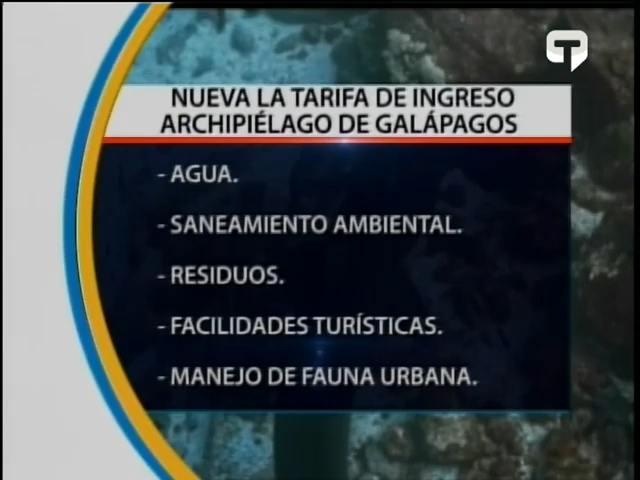 NUEVA LA TARIFA DE INGRESO
ARCHIPIÉLAGO DE GALÁPAGOS
- AGUA.
- SANEAMIENTO AMBIENTAL.
- RESIDUOS.
- FACILIDADES TURÍSTICAS.
- MANEJO DE FAUNA URBANA.